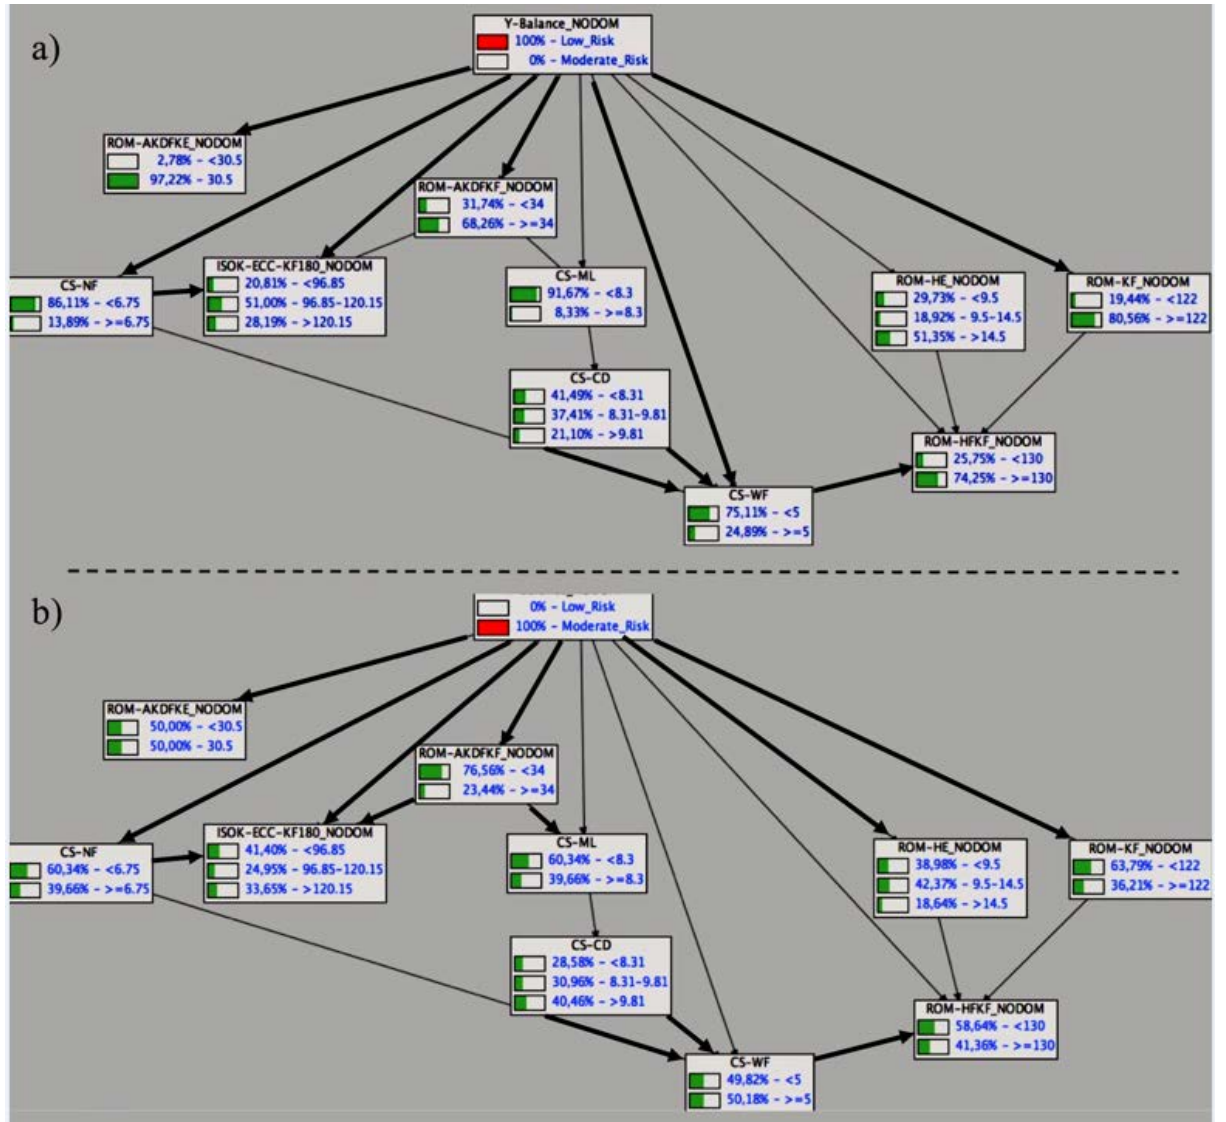 a)
Y-Balance_NODOM
100% - Low_Risk
0% - Moderate_Risk
ROM-AKDFKE_NODOM
2,78% - <30.5
97,22% - 30.5
ROM-AKDFKF_NODOM
31,74% - <34
68,26% - >=34
CS-NF
86,11% - <6.75
13,89% - >=6.75
ISOK-ECC-KF180_NODOM
20,81% - <96.85
51,00% - 96.85-120.15
28,19% - >120.15
CS-ML
91,67% - <8.3
8,33% - >=8.3
ROM-HE_NODOM
29,73% - <9.5
18,92% - 9.5-14.5
51,35% - >14.5
ROM-KF_NODOM
19,44% - <122
80,56% - >=122
CS-CD
41,49% - <8.31
37,41% - 8.31-9.81
21,10% - >9.81
ROM-HFKF_NODOM
25,75% - <130
74,25% - >=130
CS-WF
75,11% - <5
24,89% - >=5
b)
0% - Low_Risk
100% - Moderate_Risk
ROM-AKDFKE_NODOM
50,00% - <30.5
50,00% - 30.5
ROM-AKDFKF_NODOM
76,56% - <34
23,44% - >=34
CS-NF
60,34% - <6.75
39,66% - >=6.75
ISOK-ECC-KF180_NODOM
41,40% - <96.85
24,95% - 96.85-120.15
33,65% - >120.15
CS-ML
60,34% - <8.3
39,66% - >=8.3
ROM-HE_NODOM
38,98% - <9.5
42,37% - 9.5-14.5
18,64% - >14.5
ROM-KF_NODOM
63,79% - <122
36,21% - >=122
CS-CD
28,58% - <8.31
30,96% - 8.31-9.81
40,46% - >9.81
ROM-HFKF_NODOM
58,64% - <130
41,36% - >=130
CS-WF
49,82% - <5
50,18% - >=5